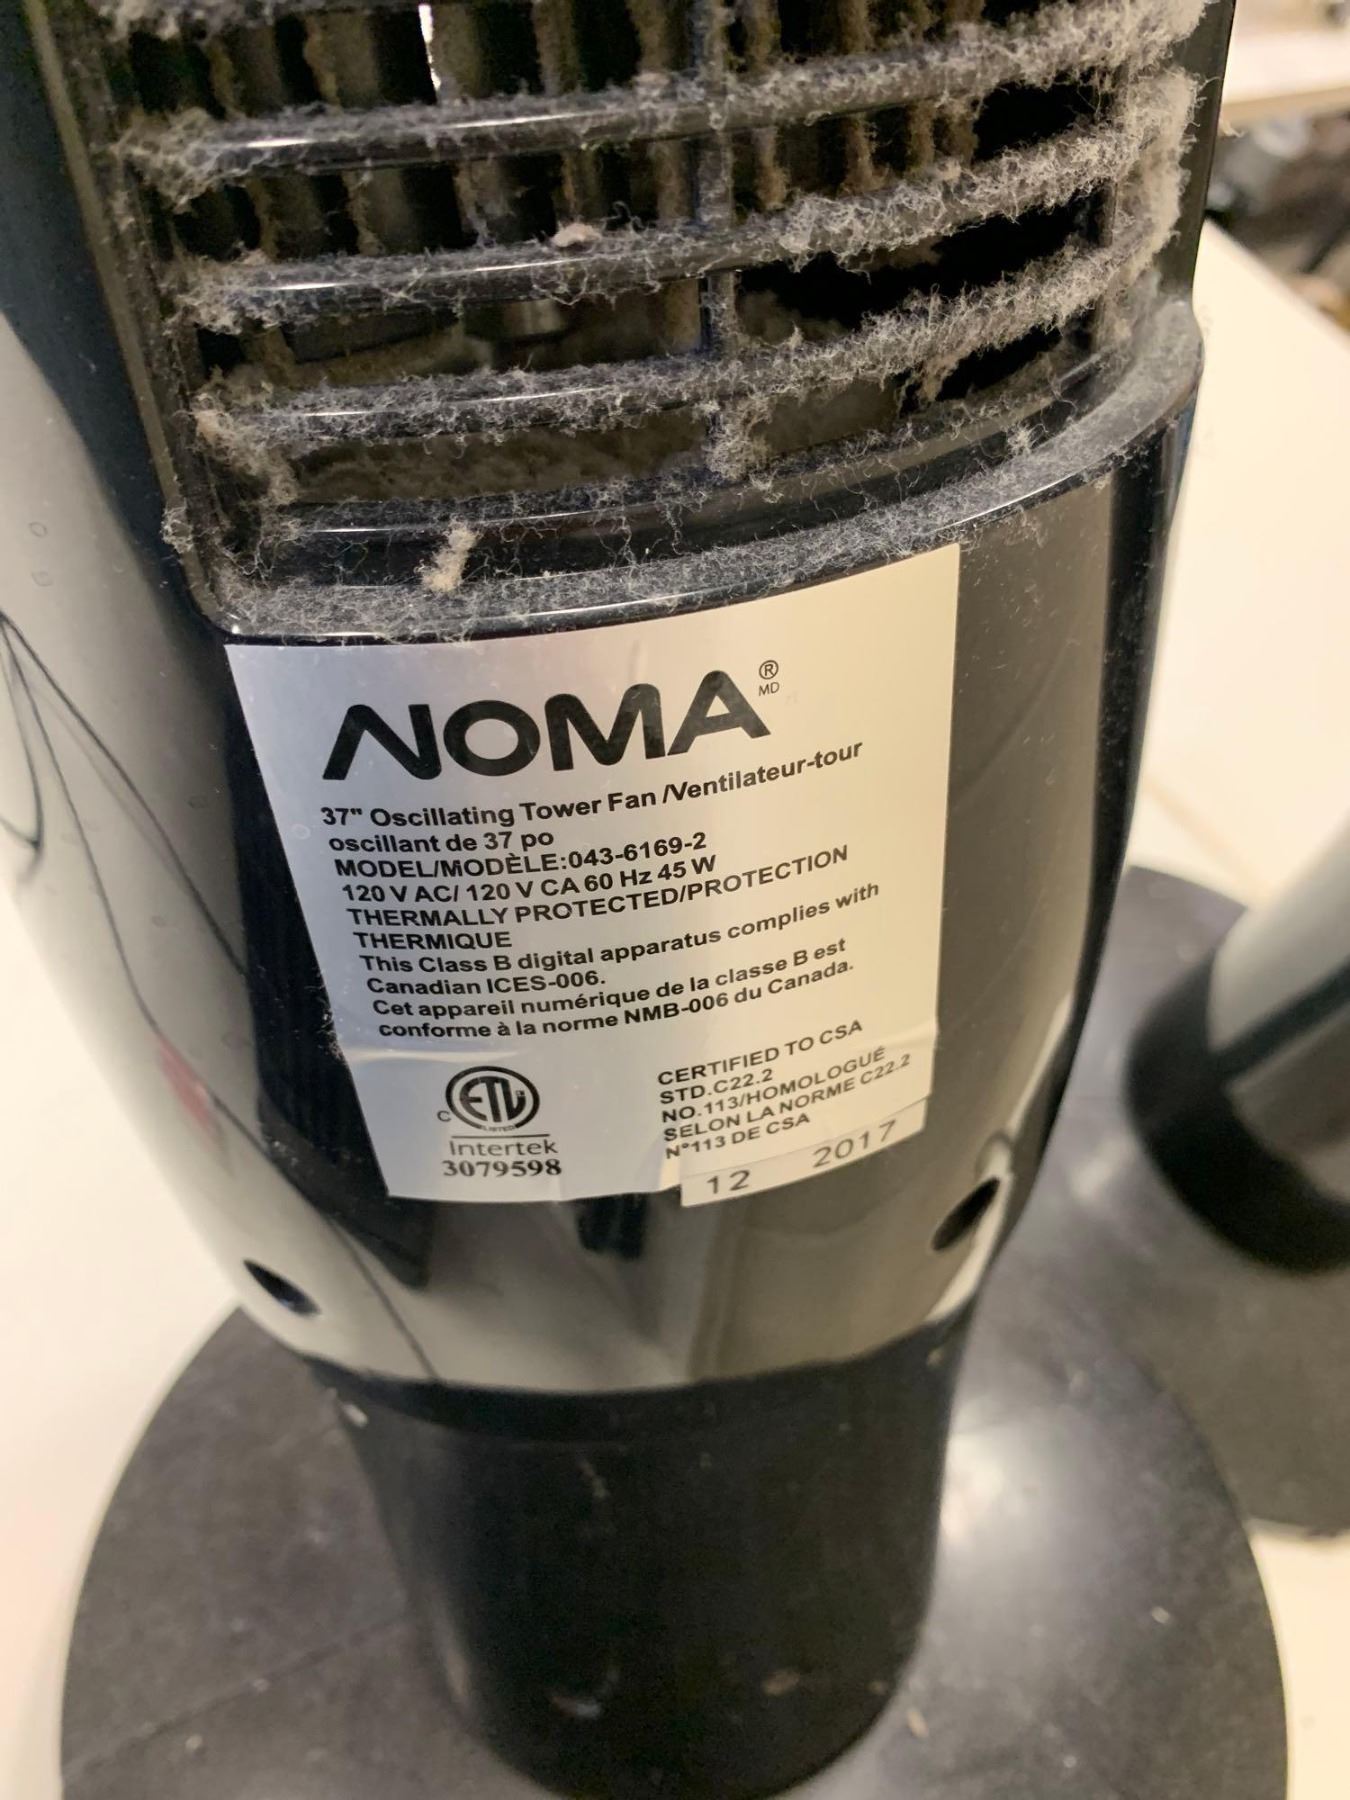 NOMA®
MD
37" Oscillating Tower Fan /Ventilateur-tour
oscillant de 37 po
MODEL/MODÈLE:043-6169-2
120 V AC/ 120 V CA 60 Hz 45 W
THERMALLY PROTECTED/PROTECTION
THERMIQUE
This Class B digital apparatus complies with
Canadian ICES-006.
Cet appareil numérique de la classe B est
conforme à la norme NMB-006 du Canada.
C ETL
LISTED
Intertek
3079598
CERTIFIED TO CSA
STD.C22.2
NO.113/HOMOLOGUÉ
SELON LA NORME C22.2
N°113 DE CSA
12 2017